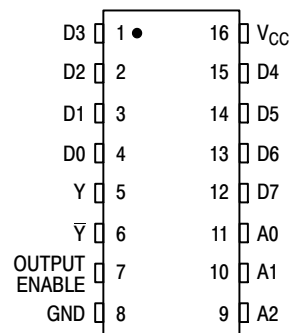 D3 1 16 VCC
D2 2 15 D4
D1 3 14 D5
D0 4 13 D6
Y 5 12 D7
Y̅ 6 11 A0
OUTPUT
ENABLE 7 10 A1
GND 8 9 A2